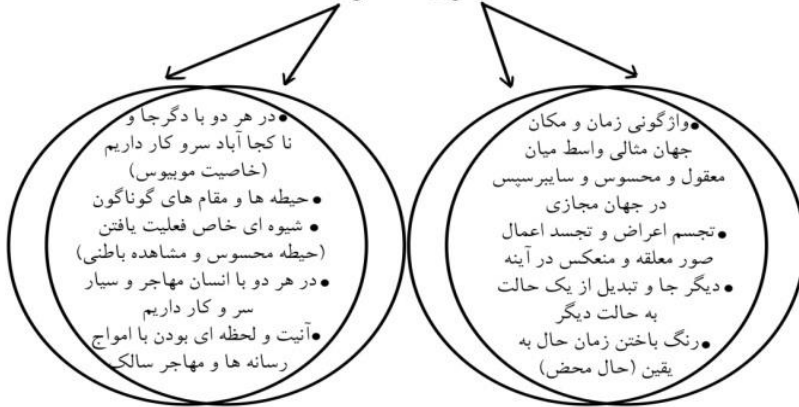 •واژگونی زمان و مکان
جهان مثالی واسط میان
معقول و محسوس و سایبرسپس
در جهان مجازی
•تجسم اعراض و تجسد اعمال
صور معلقه و منعکس در آینه
•دیگر جا و تبدیل از یک حالت
به حالت دیگر
•رنگ باختن زمان حال به
یقین (حال محض)
•در هر دو با دگرجا و
نا کجا آباد سرو کار داریم
(خاصیت موبیوس)
•حیطه ها و مقام های گوناگون
•شیوه ای خاص فعلیت یافتن
(حیطه محسوس و مشاهده باطنی)
•در هر دو با انسان مهاجر و سیار
سر و کار داریم
•آنیت و لحظه ای بودن با امواج
رسانه ها و مهاجر سالک